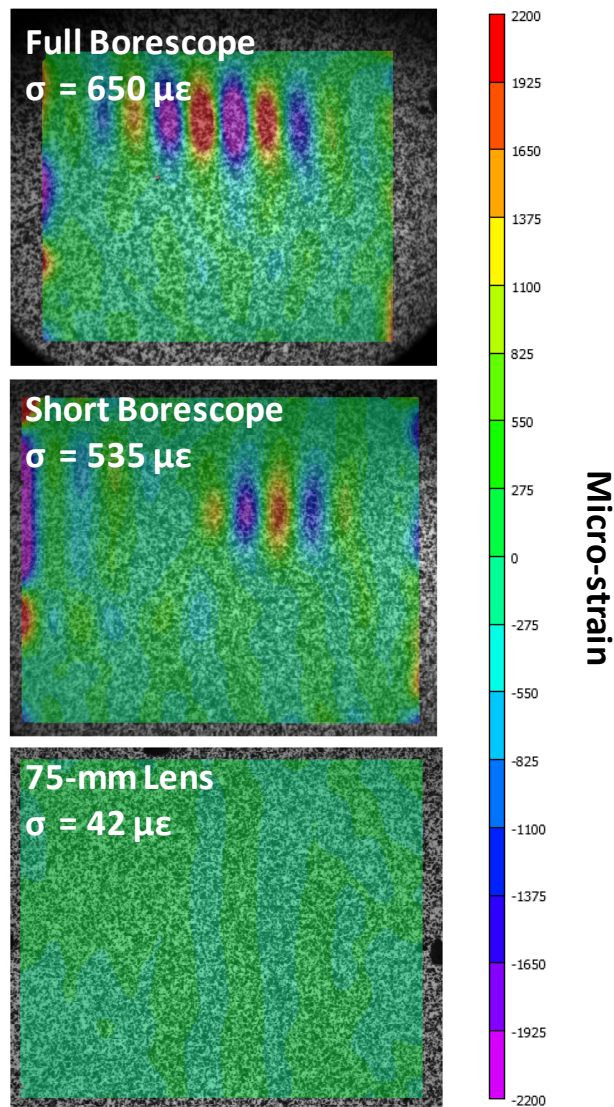 Full Borescope
σ = 650 με
Short Borescope
σ = 535 με
75-mm Lens
σ = 42 με
2200
1925
1650
1375
1100
825
550
275
0
-275
-550
-825
-1100
-1375
-1650
-1925
-2200
Micro-strain